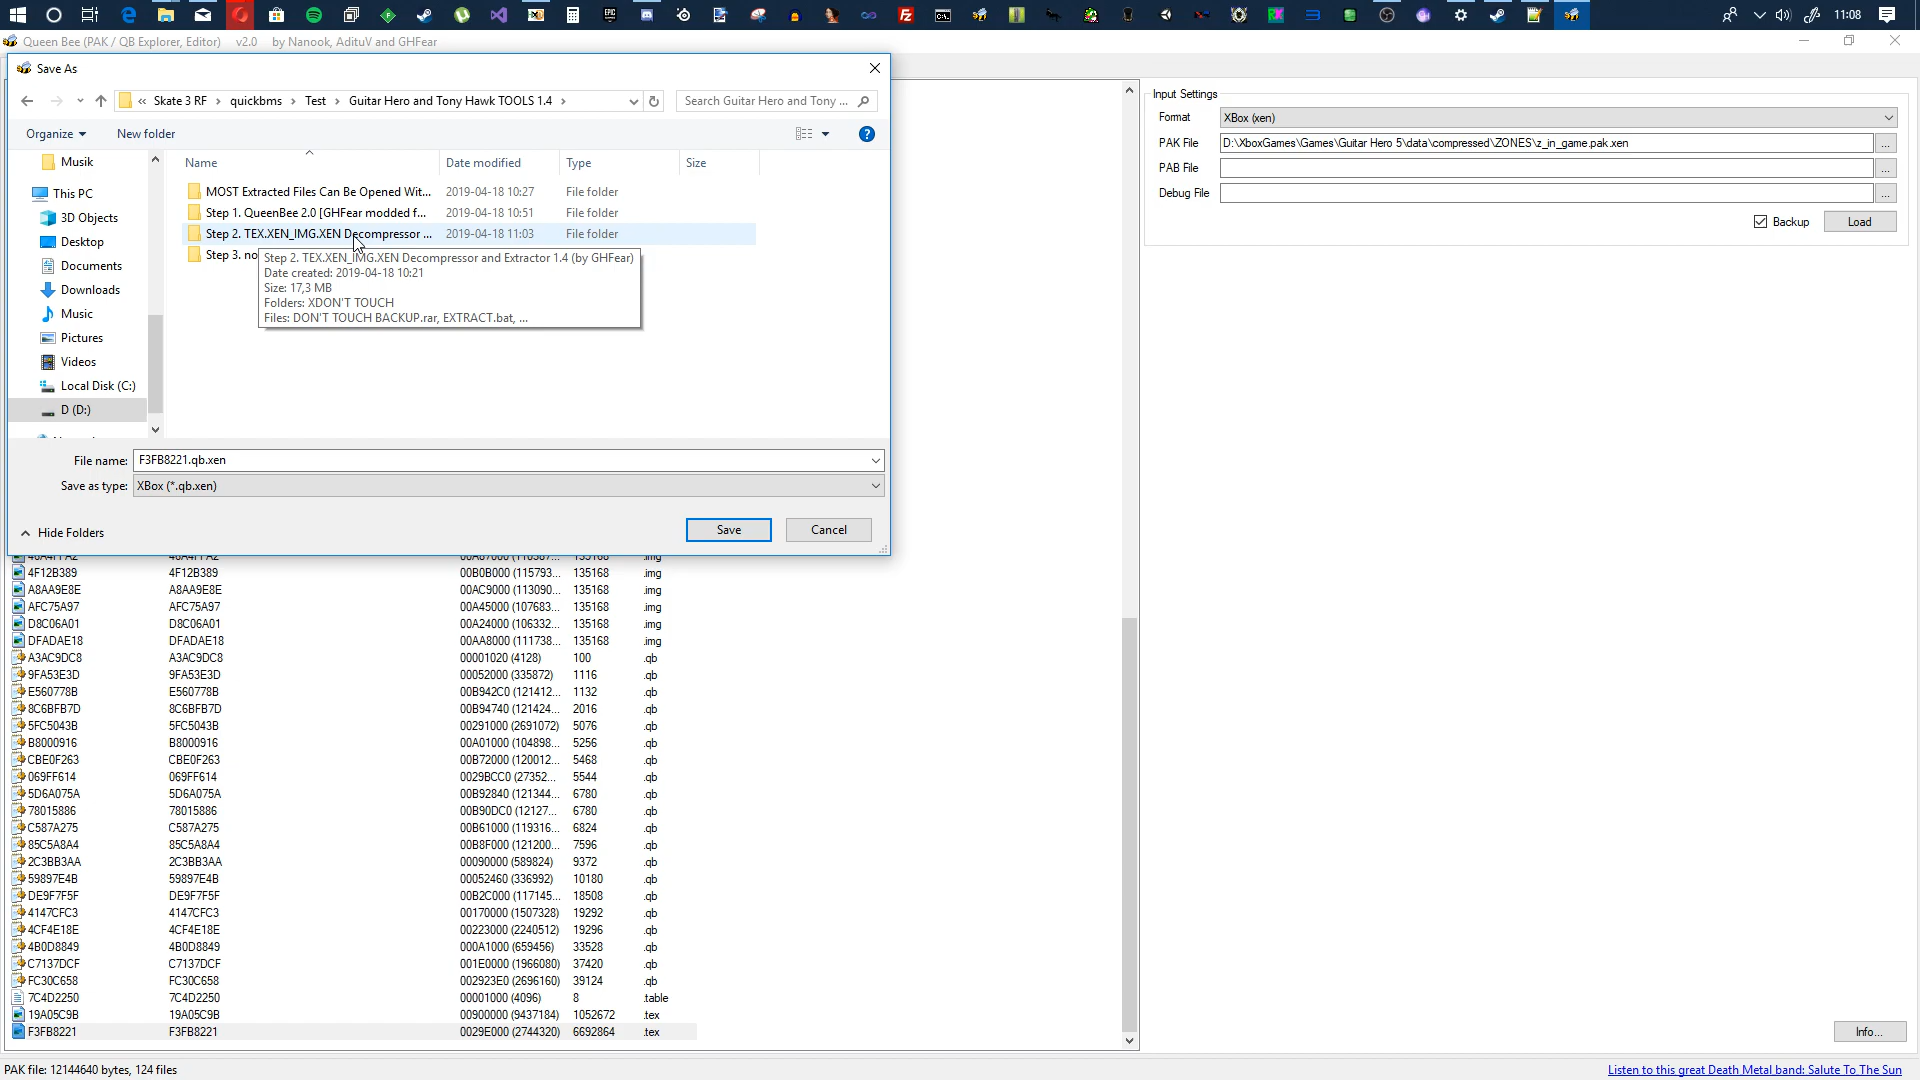 11:08
Queen Bee (PAK / QB Explorer, Editor) v2.0 by Nanook, AdituV and GHFear
Save As
« Skate 3 RF › quickbms › Test › Guitar Hero and Tony Hawk TOOLS 1.4 ›
Search Guitar Hero and Tony ...
Organize
New folder
Name Date modified Type Size
Musik
This PC
3D Objects
Desktop
Documents
Downloads
Music
Pictures
Videos
Local Disk (C:)
D (D:)
MOST Extracted Files Can Be Opened Wit... 2019-04-18 10:27 File folder
Step 1. QueenBee 2.0 [GHFear modded f... 2019-04-18 10:51 File folder
Step 2. TEX.XEN_IMG.XEN Decompressor ... 2019-04-18 11:03 File folder
Step 3. no
Step 2. TEX.XEN_IMG.XEN Decompressor and Extractor 1.4 (by GHFear)
Date created: 2019-04-18 10:21
Size: 17,3 MB
Folders: XDON'T TOUCH
Files: DON'T TOUCH BACKUP.rar, EXTRACT.bat, ...
File name: F3FB8221.qb.xen
Save as type: XBox (*.qb.xen)
Hide Folders
Save
Cancel
Input Settings
Format XBox (xen)
PAK File D:\XboxGames\Games\Guitar Hero 5\data\compressed\ZONES\z_in_game.pak.xen ...
PAB File ...
Debug File ...
Backup
Load
4F12B389 4F12B389 00B0B000 (115793... 135168 .img
A8AA9E8E A8AA9E8E 00AC9000 (113090... 135168 .img
AFC75A97 AFC75A97 00A45000 (107683... 135168 .img
D8C06A01 D8C06A01 00A24000 (106332... 135168 .img
DFADAE18 DFADAE18 00AA8000 (111738... 135168 .img
A3AC9DC8 A3AC9DC8 00001020 (4128) 100 .qb
9FA53E3D 9FA53E3D 00052000 (335872) 1116 .qb
E560778B E560778B 00B942C0 (121412... 1132 .qb
8C6BFB7D 8C6BFB7D 00B94740 (121424... 2016 .qb
5FC5043B 5FC5043B 00291000 (2691072) 5076 .qb
B8000916 B8000916 00A01000 (104898... 5256 .qb
CBE0F263 CBE0F263 00B72000 (120012... 5468 .qb
069FF614 069FF614 0029BCC0 (27352... 5544 .qb
5D6A075A 5D6A075A 00B92840 (121344... 6780 .qb
78015886 78015886 00B90DC0 (12127... 6780 .qb
C587A275 C587A275 00B61000 (119316... 6824 .qb
85C5A8A4 85C5A8A4 00B8F000 (121200... 7596 .qb
2C3BB3AA 2C3BB3AA 00090000 (589824) 9372 .qb
59897E4B 59897E4B 00052460 (336992) 10180 .qb
DE9F7F5F DE9F7F5F 00B2C000 (117145... 18508 .qb
4147CFC3 4147CFC3 00170000 (1507328) 19292 .qb
4CF4E18E 4CF4E18E 00223000 (2240512) 19296 .qb
4B0D8849 4B0D8849 000A1000 (659456) 33528 .qb
C7137DCF C7137DCF 001E0000 (1966080) 37420 .qb
FC30C658 FC30C658 002923E0 (2696160) 39124 .qb
7C4D2250 7C4D2250 00001000 (4096) 8 .table
19A05C9B 19A05C9B 00900000 (9437184) 1052672 .tex
F3FB8221 F3FB8221 0029E000 (2744320) 6692864 .tex
Info...
PAK file: 12144640 bytes, 124 files
Listen to this great Death Metal band: Salute To The Sun